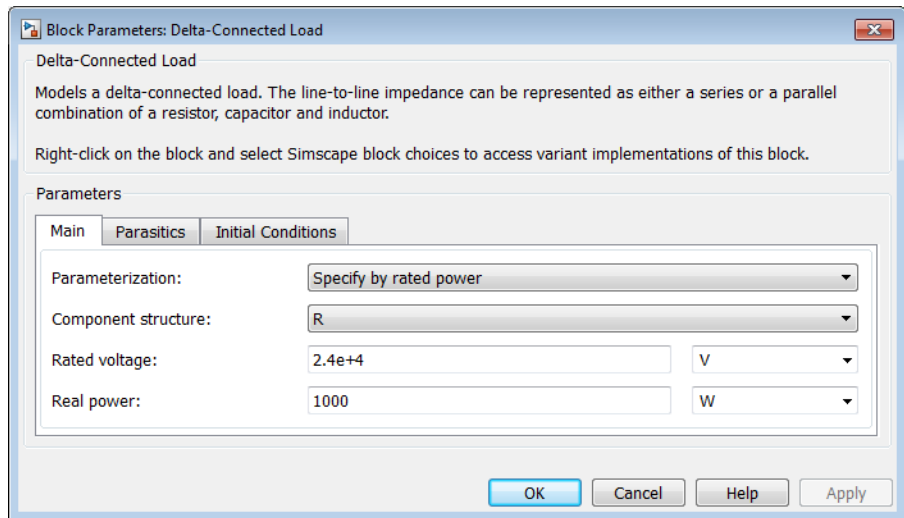 Block Parameters: Delta-Connected Load
Delta-Connected Load
Models a delta-connected load. The line-to-line impedance can be represented as either a series or a parallel
combination of a resistor, capacitor and inductor.
Right-click on the block and select Simscape block choices to access variant implementations of this block.
Parameters
Main Parasitics Initial Conditions
Parameterization: Specify by rated power
Component structure: R
Rated voltage: 2.4e+4 V
Real power: 1000 W
OK Cancel Help Apply